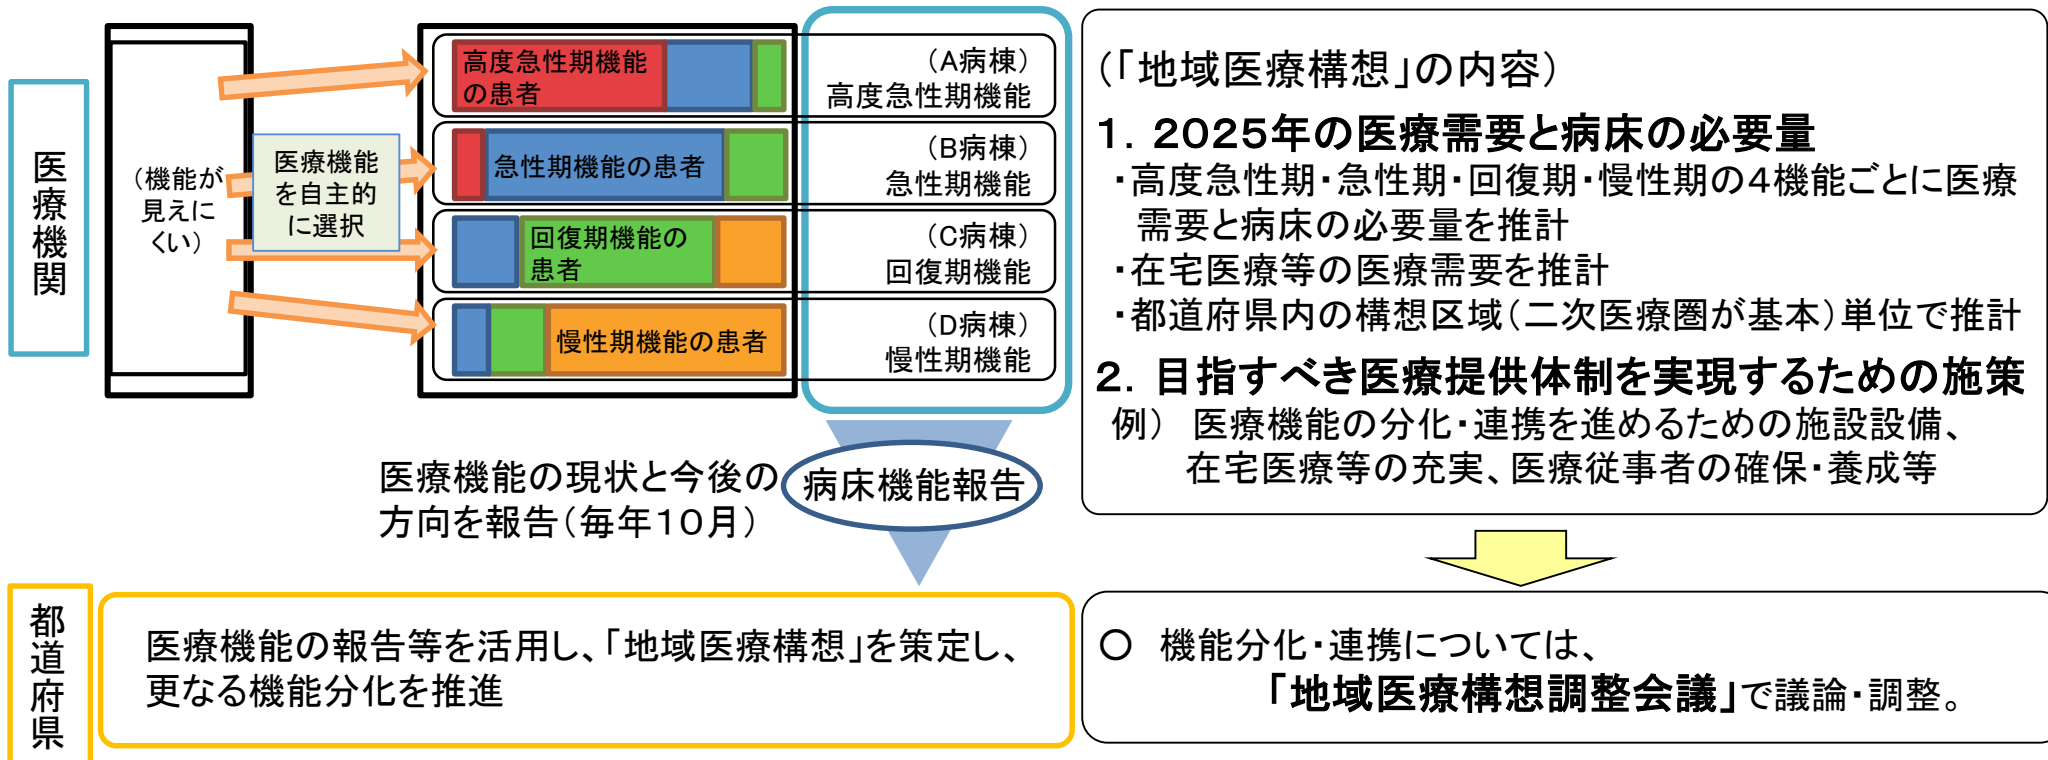 医療機関
（機能が
見えに
くい）
医療機能
を自主的
に選択
高度急性期機能
の患者
（A病棟）
高度急性期機能
急性期機能の患者
（B病棟）
急性期機能
回復期機能の
患者
（C病棟）
回復期機能
慢性期機能の患者
（D病棟）
慢性期機能
医療機能の現状と今後の
方向を報告（毎年１０月）
病床機能報告
都道府県
医療機能の報告等を活用し、「地域医療構想」を策定し、
更なる機能分化を推進
（「地域医療構想」の内容）
１．２０２５年の医療需要と病床の必要量
・高度急性期・急性期・回復期・慢性期の４機能ごとに医療
需要と病床の必要量を推計
・在宅医療等の医療需要を推計
・都道府県内の構想区域（二次医療圏が基本）単位で推計
２．目指すべき医療提供体制を実現するための施策
例） 医療機能の分化・連携を進めるための施設設備、
在宅医療等の充実、医療従事者の確保・養成等
○ 機能分化・連携については、
「地域医療構想調整会議」で議論・調整。